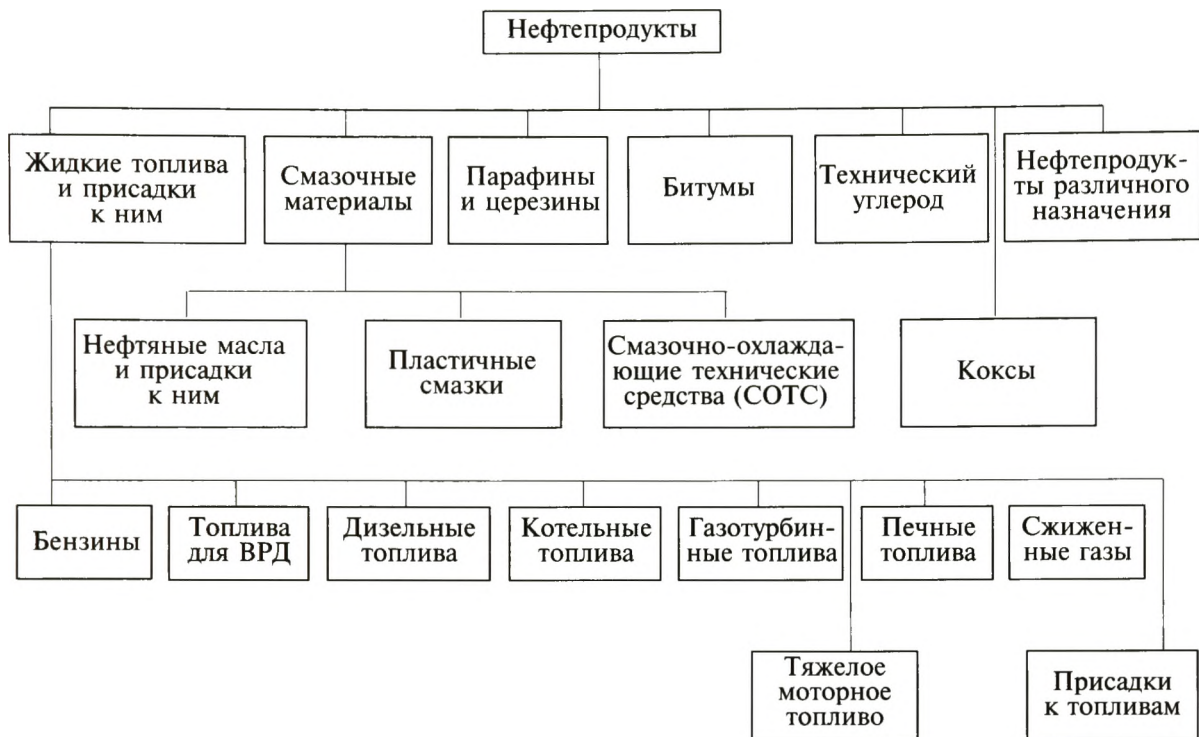 Нефтепродукты
Жидкие топлива
и присадки
к ним
Смазочные
материалы
Парафины
и церезины
Битумы
Технический
углерод
Нефтепродук-
ты различного
назначения
Нефтяные масла
и присадки
к ним
Пластичные
смазки
Смазочно-охлажда-
ющие технические
средства (СОТС)
Коксы
Бензины
Топлива
для ВРД
Дизельные
топлива
Котельные
топлива
Газотурбин-
ные топлива
Печные
топлива
Сжижен-
ные газы
Тяжелое
моторное
топливо
Присадки
к топливам